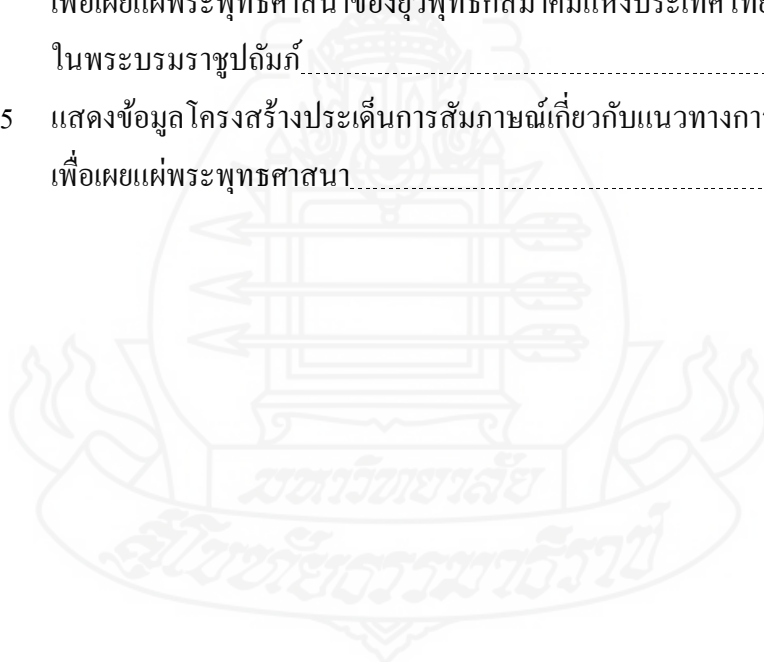 เพื่อเผยแผ่พระพุทธศาสนาของยุวพุทธิกสมาคมแห่งประเทศไทย
ในพระบรมราชูปถัมภ์
5 แสดงข้อมูลโครงสร้างประเด็นการสัมภาษณ์เกี่ยวกับแนวทางการ
เพื่อเผยแผ่พระพุทธศาสนา
มหาวิทยาลัย
สุโขทัยธรรมาธิราช